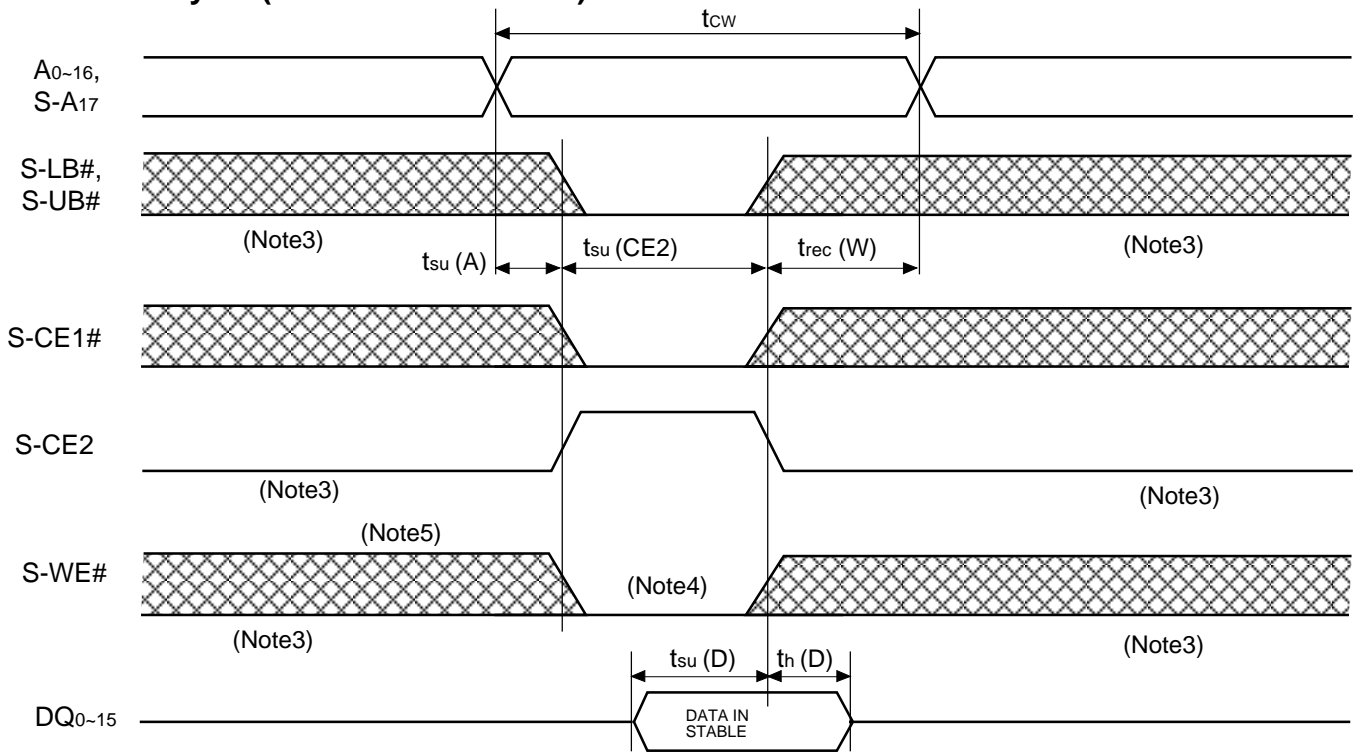 tCW
A0~16,
S-A17
S-LB#,
S-UB#
(Note3)
(Note3)
tsu (A)
tsu (CE2)
trec (W)
S-CE1#
S-CE2
(Note3)
(Note3)
(Note5)
S-WE#
(Note4)
(Note3)
(Note3)
tsu (D)
th (D)
DQ0~15
DATA IN
STABLE